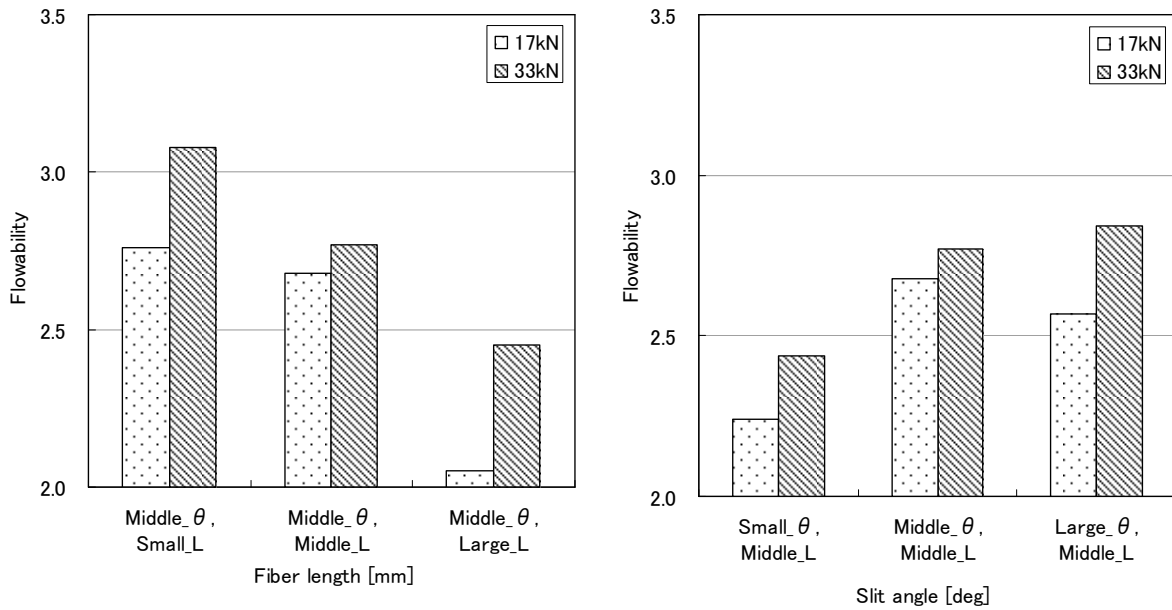 3.5
3.0
2.5
2.0
Flowability
17kN
33kN
Middle_θ, Middle_θ, Middle_θ,
Small_L Middle_L Large_L
Fiber length [mm]
3.5
3.0
2.5
2.0
Flowability
17kN
33kN
Small_θ, Middle_θ, Large_θ,
Middle_L Middle_L Middle_L
Slit angle [deg]